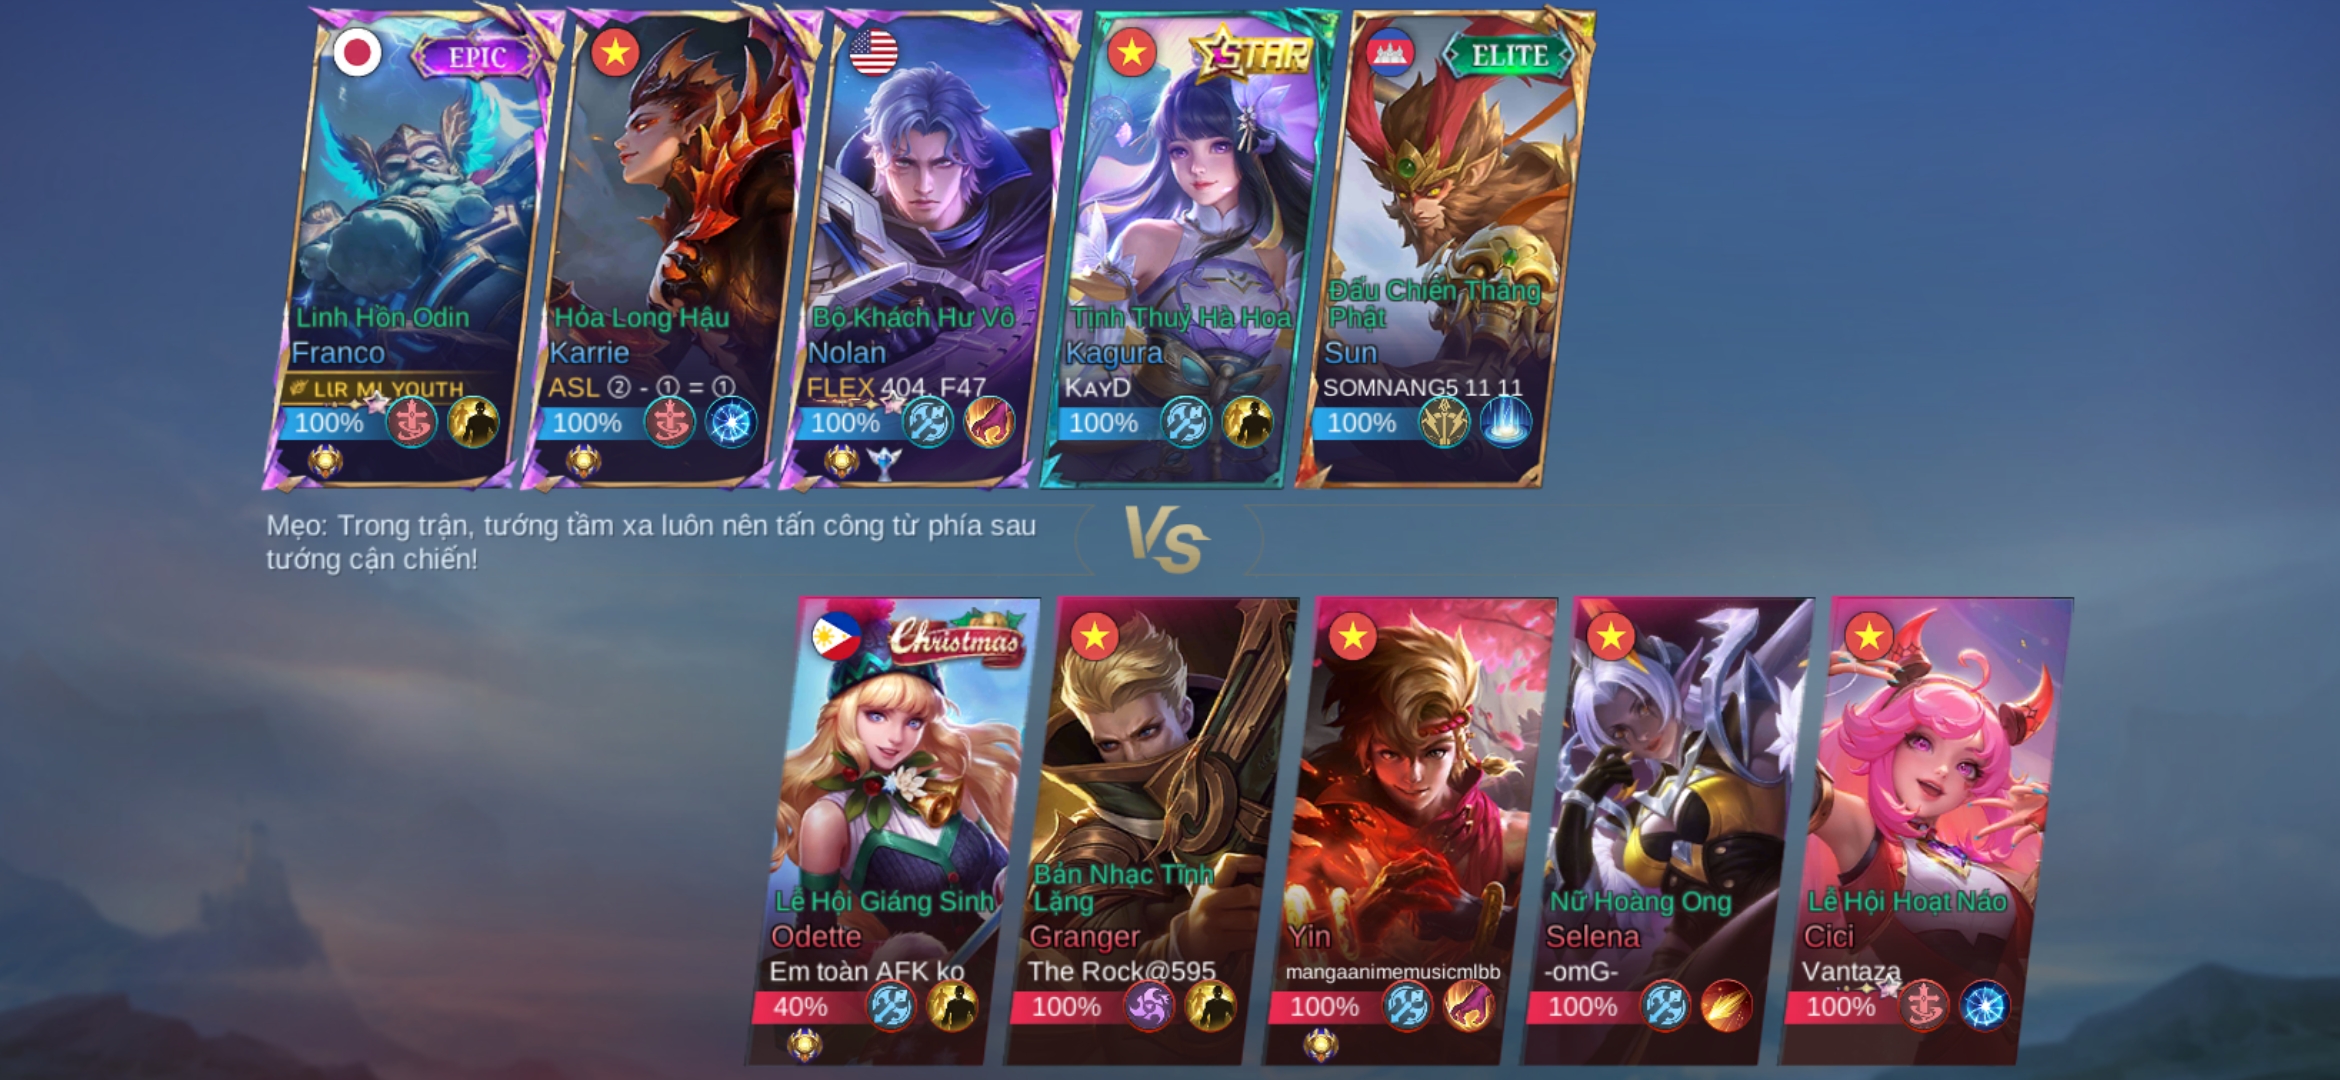 EPIC
STAR
ELITE
Linh Hồn Odin
Franco
LIR MI YOUTH
100%
Hỏa Long Hậu
Karrie
ASL ② - ① = ①
100%
Bộ Khách Hư Vô
Nolan
FLEX 404. F47
100%
Tịnh Thuỷ Hà Hoa
Kagura
KᴀʏD
100%
Đấu Chiến Thắng
Phật
Sun
SOMNANG5 11 11
100%
Mẹo: Trong trận, tướng tầm xa luôn nên tấn công từ phía sau
tướng cận chiến!
VS
Christmas
Lễ Hội Giáng Sinh
Odette
Em toàn AFK ko
40%
Bản Nhạc Tĩnh
Lặng
Granger
The Rock@595
100%
Yin
mangaanimemusicmlbb
100%
Nữ Hoàng Ong
Selena
-omG-
100%
Lễ Hội Hoạt Náo
Cici
Vantaza
100%